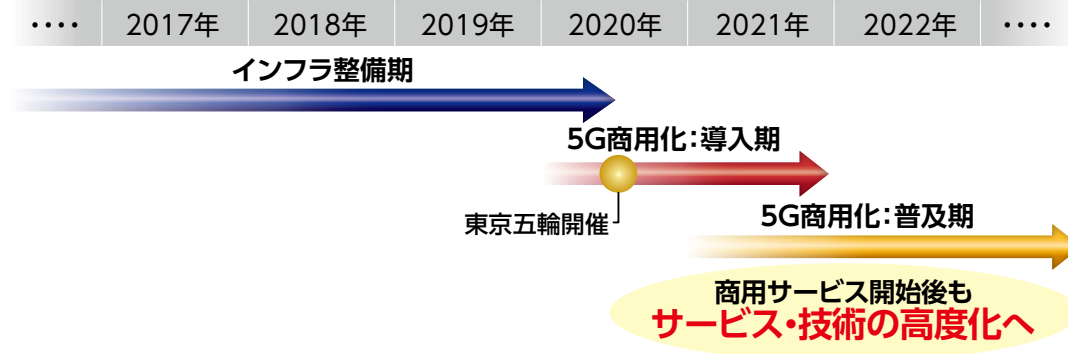 ‥‥ 2017年 2018年 2019年 2020年 2021年 2022年 ‥‥
インフラ整備期
5G商用化：導入期
東京五輪開催
5G商用化：普及期
商用サービス開始後も
サービス・技術の高度化へ